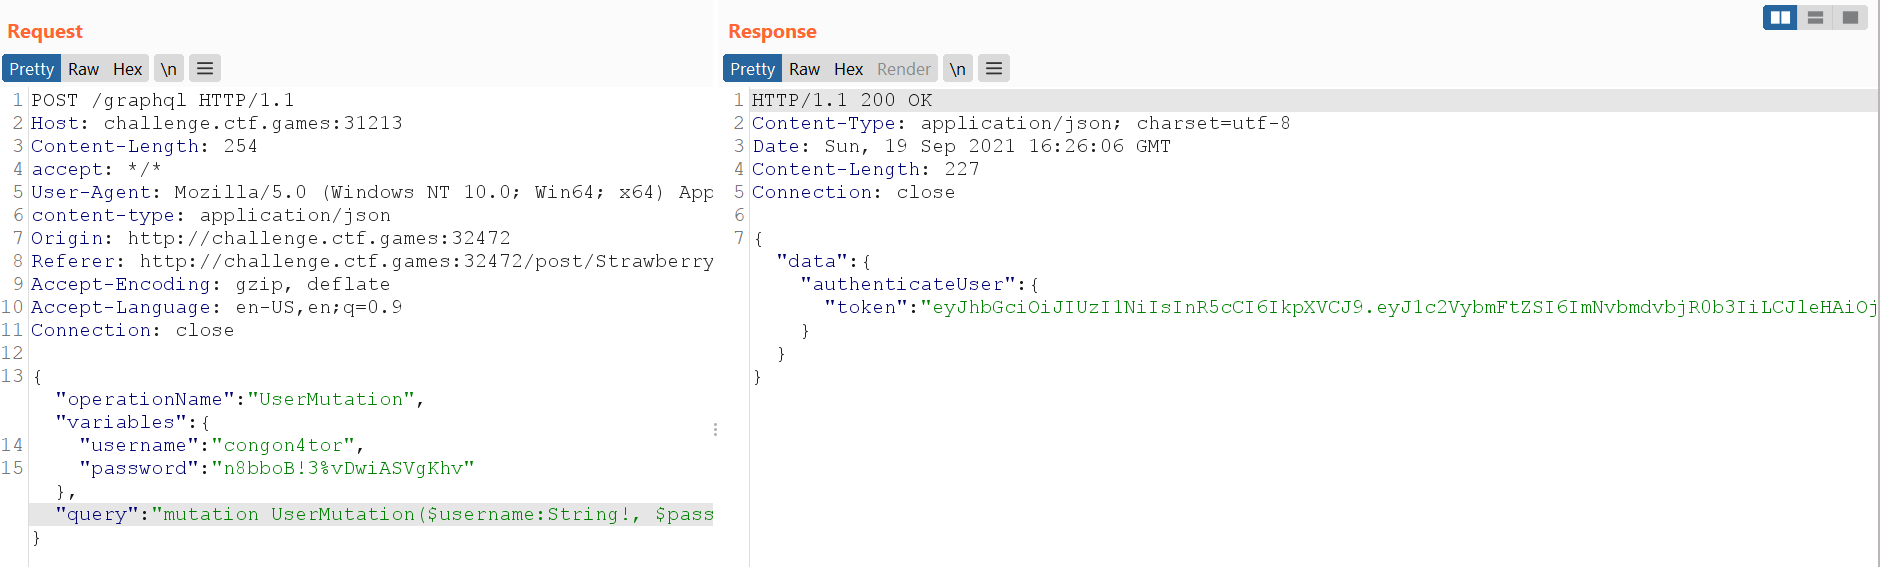 Request
Pretty Raw Hex \n
1 POST /graphql HTTP/1.1
2 Host: challenge.ctf.games:31213
3 Content-Length: 254
4 accept: */*
5 User-Agent: Mozilla/5.0 (Windows NT 10.0; Win64; x64) App
6 content-type: application/json
7 Origin: http://challenge.ctf.games:32472
8 Referer: http://challenge.ctf.games:32472/post/Strawberry
9 Accept-Encoding: gzip, deflate
10 Accept-Language: en-US,en;q=0.9
11 Connection: close
12
13 {
"operationName":"UserMutation",
"variables":{
14 "username":"congon4tor",
15 "password":"n8bboB!3%vDwiASVgKhv"
},
"query":"mutation UserMutation($username:String!, $pass
}
Response
Pretty Raw Hex Render \n
1 HTTP/1.1 200 OK
2 Content-Type: application/json; charset=utf-8
3 Date: Sun, 19 Sep 2021 16:26:06 GMT
4 Content-Length: 227
5 Connection: close
6
7 {
"data":{
"authenticateUser":{
"token":"eyJhbGciOiJIUzI1NiIsInR5cCI6IkpXVCJ9.eyJ1c2VybmFtZSI6ImNvbmdvbjR0b3IiLCJleHAiOj
}
}
}